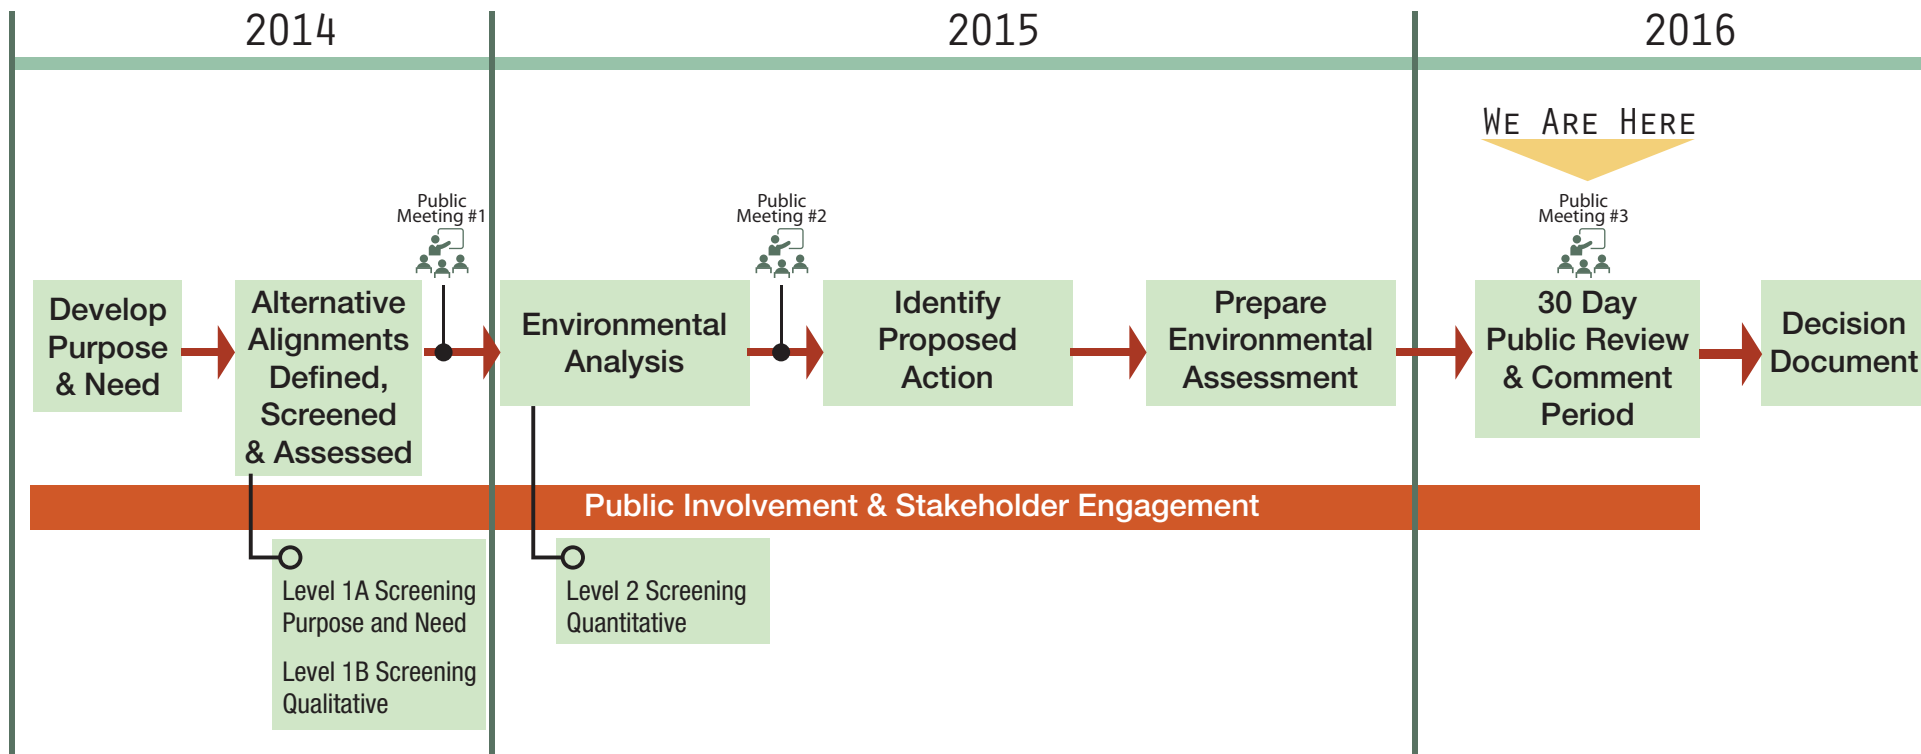 2014
2015
2016
WE ARE HERE
Public
Meeting #1
Public
Meeting #2
Public
Meeting #3
Develop
Purpose
& Need
Alternative
Alignments
Defined,
Screened
& Assessed
Environmental
Analysis
Identify
Proposed
Action
Prepare
Environmental
Assessment
30 Day
Public Review
& Comment
Period
Decision
Document
Public Involvement & Stakeholder Engagement
Level 1A Screening
Purpose and Need
Level 1B Screening
Qualitative
Level 2 Screening
Quantitative